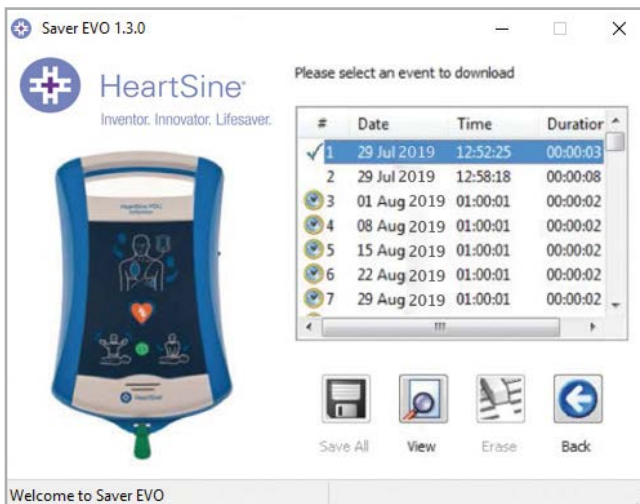 Saver EVO 1.3.0
HeartSine®
Inventor. Innovator. Lifesaver.
Please select an event to download
# Date Time Duration
1 29 Jul 2019 12:52:25 00:00:03
2 29 Jul 2019 12:58:18 00:00:08
3 01 Aug 2019 01:00:01 00:00:02
4 08 Aug 2019 01:00:01 00:00:02
5 15 Aug 2019 01:00:01 00:00:02
6 22 Aug 2019 01:00:01 00:00:02
7 29 Aug 2019 01:00:01 00:00:02
HeartSine
Save All View Erase Back
Welcome to Saver EVO